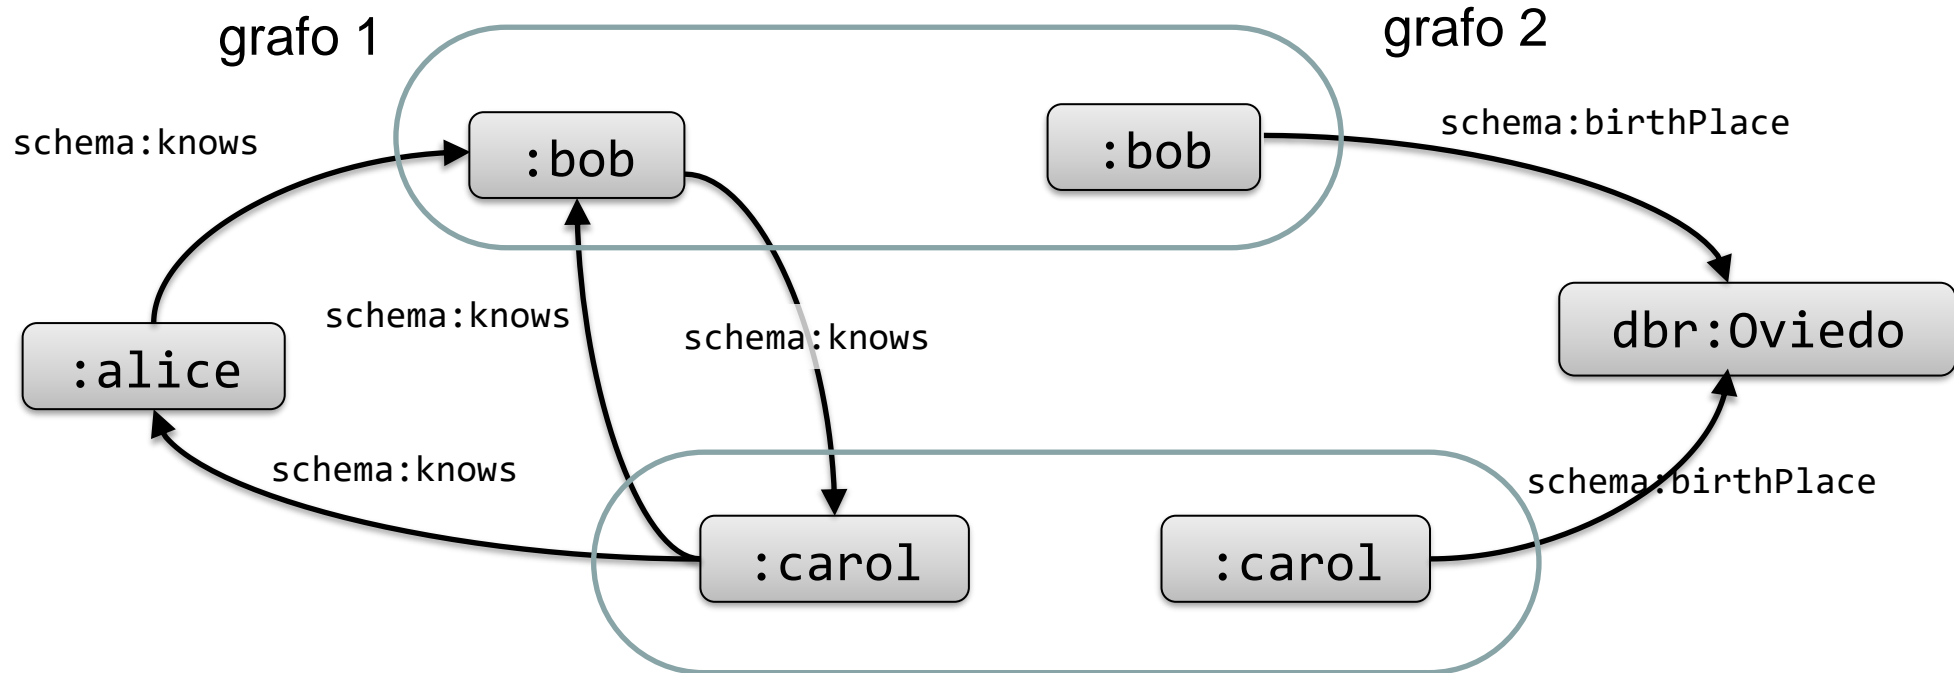 grafo 1
grafo 2
schema:knows
:bob
:bob
schema:birthPlace
schema:knows
schema:knows
:alice
dbr:Oviedo
schema:knows
schema:birthPlace
:carol
:carol